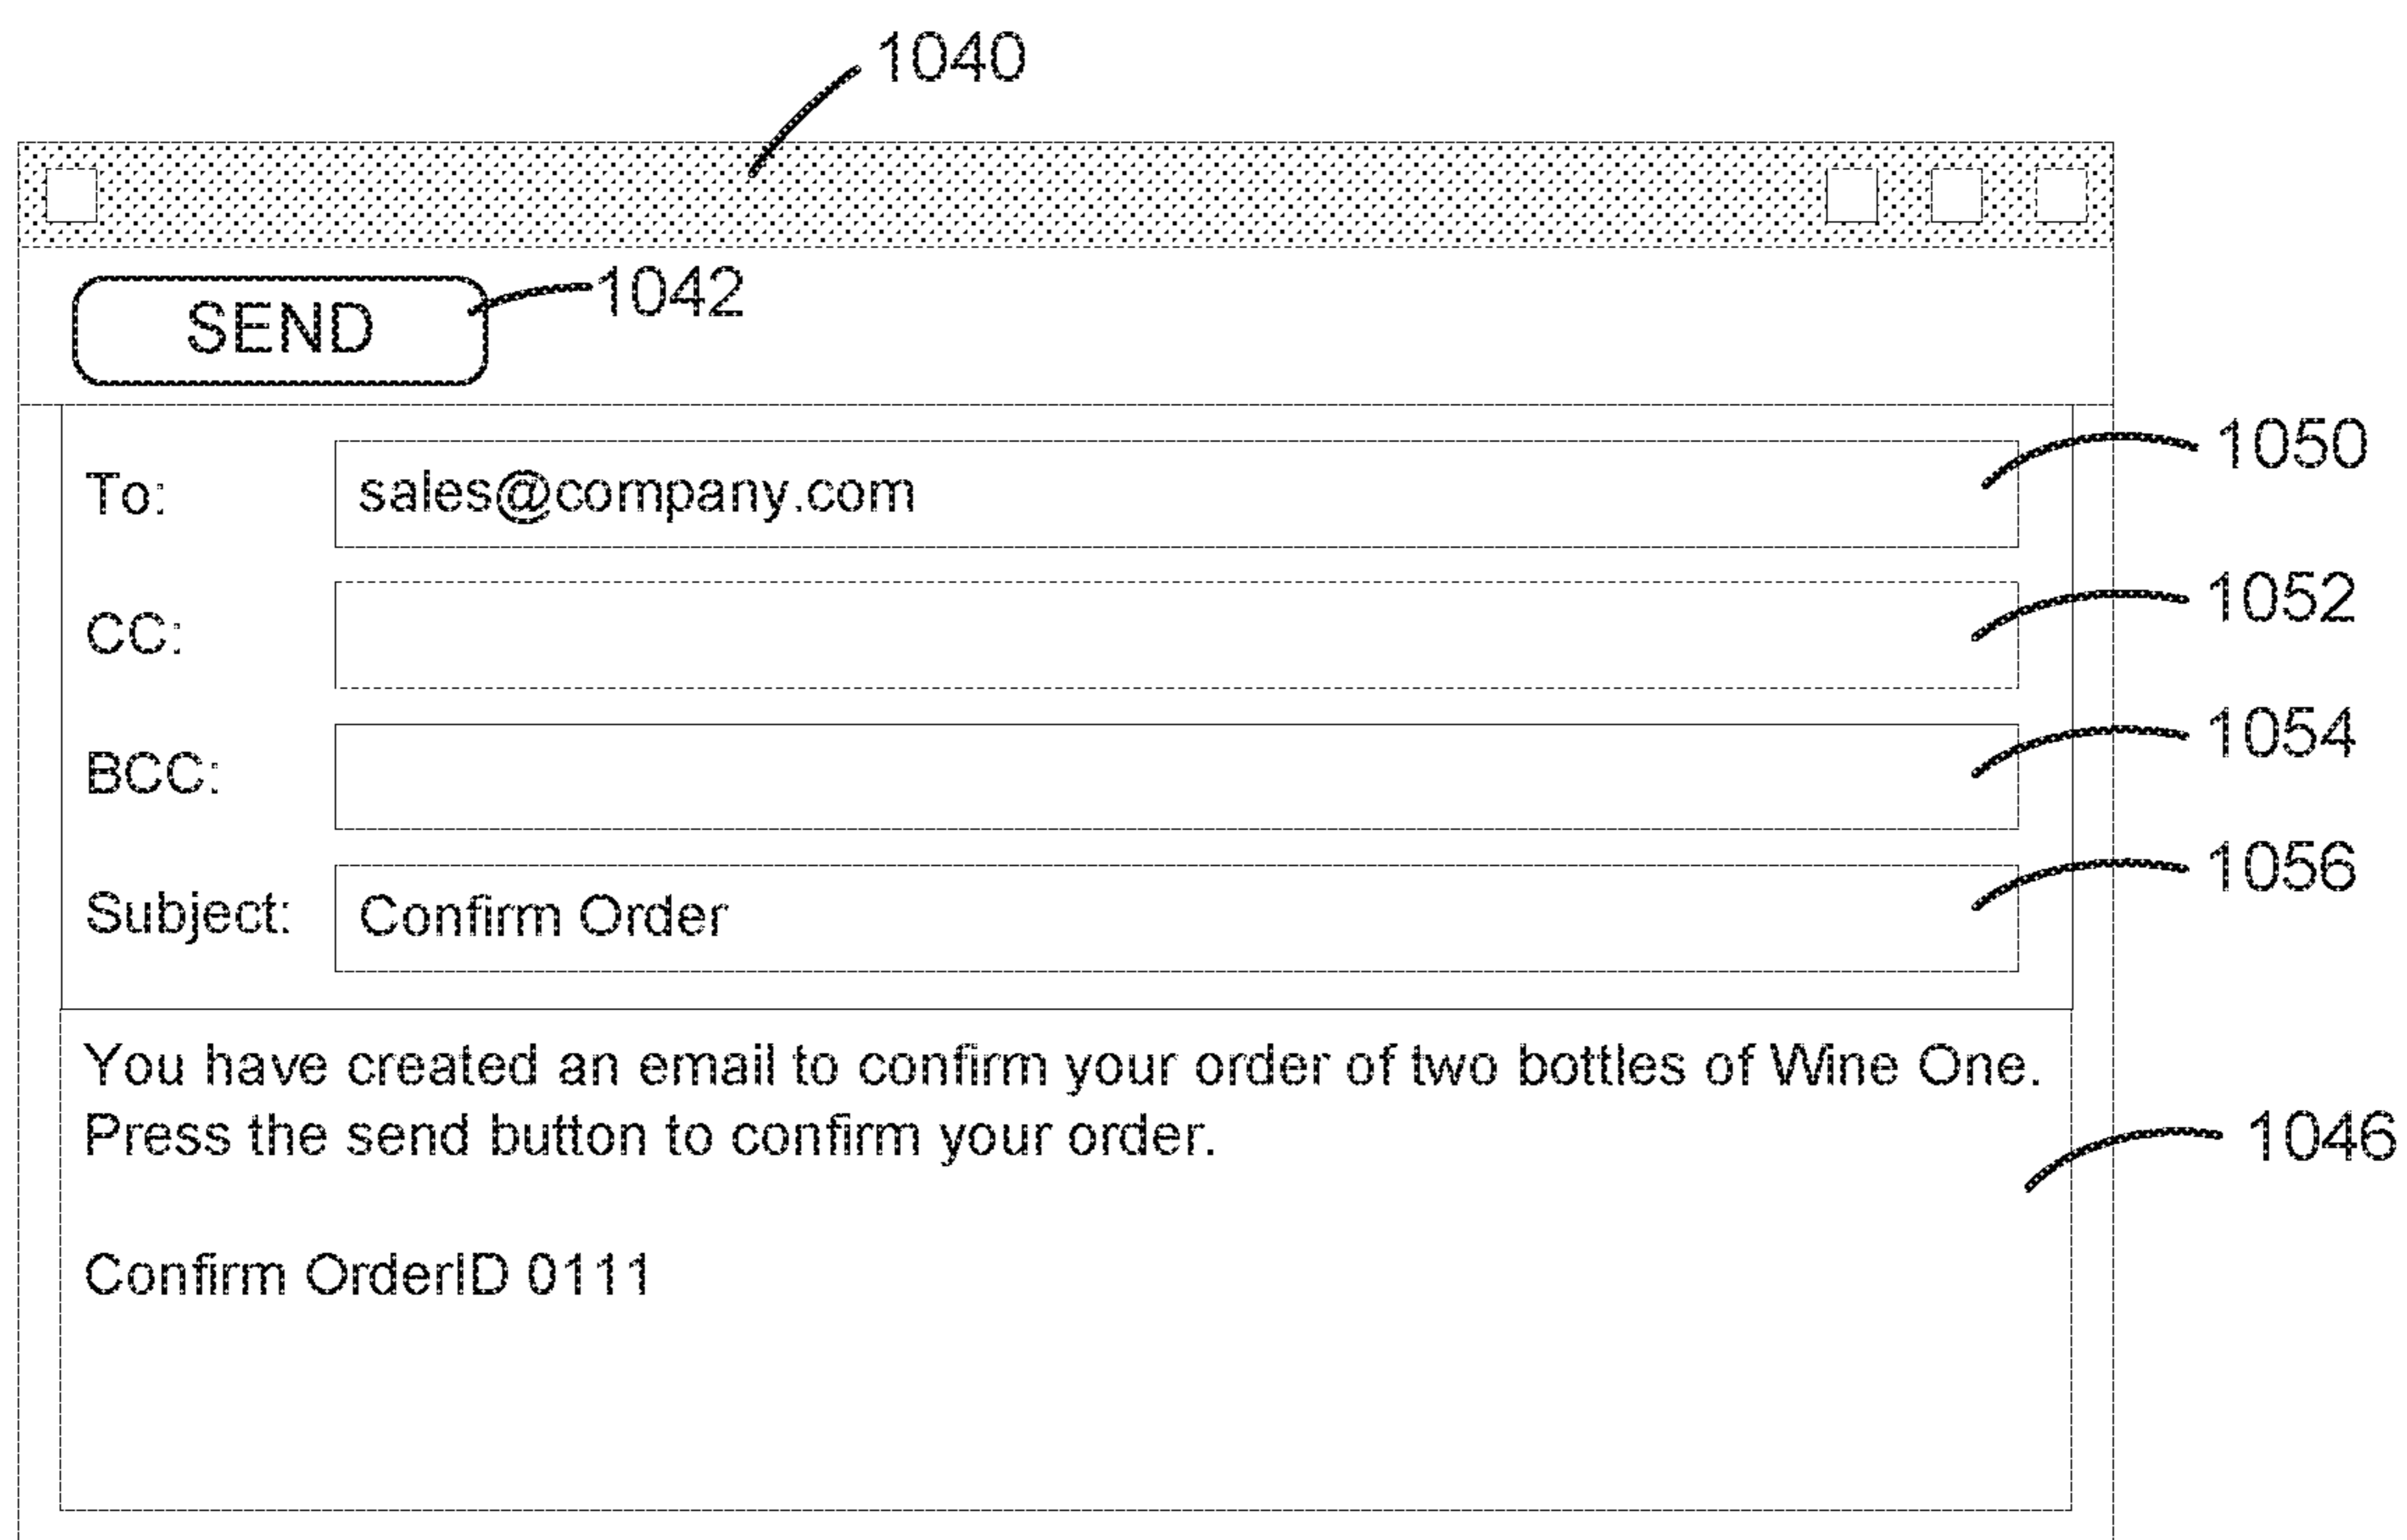 1040
SEND
1042
To: sales@company.com
1050
CC:
1052
BCC:
1054
Subject: Confirm Order
1056
You have created an email to confirm your order of two bottles of Wine One.
Press the send button to confirm your order.
1046
Confirm OrderID 0111